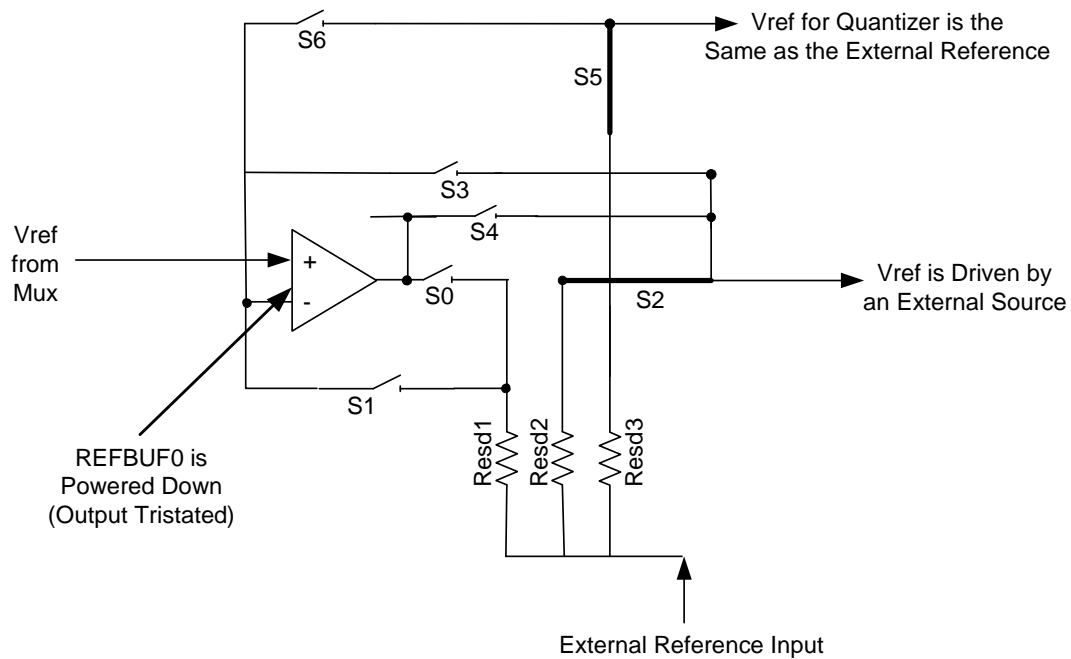 S6
Vref for Quantizer is the
Same as the External Reference
S5
S3
S4
Vref
from
Mux
+
-
S0
S2
Vref is Driven by
an External Source
S1
Resd1
Resd2
Resd3
REFBUF0 is
Powered Down
(Output Tristated)
External Reference Input